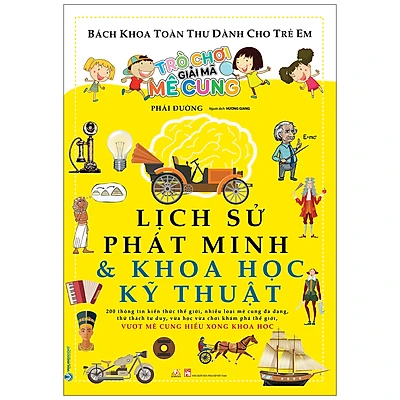 BÁCH KHOA TOÀN THƯ DÀNH CHO TRẺ EM
TRÒ CHƠI
GIẢI MÃ
MÊ CUNG
PHÁI ĐƯỜNG
Người dịch: HƯƠNG GIANG
E=mc²
LỊCH SỬ
PHÁT MINH
& KHOA HỌC
KỸ THUẬT
200 thông tin kiến thức thế giới, nhiều loại mê cung đa dạng,
thử thách tư duy, vừa học vừa chơi khám phá thế giới,
VƯỢT MÊ CUNG HIỂU XONG KHOA HỌC